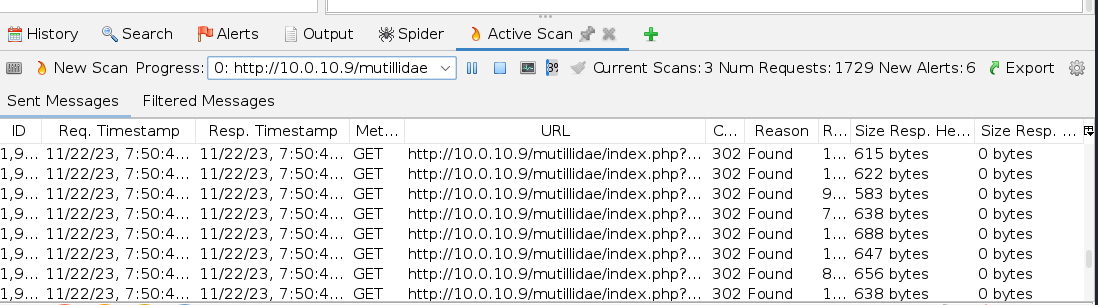 History Search Alerts Output Spider Active Scan
New Scan Progress: 0: http://10.0.10.9/mutillidae Current Scans: 3 Num Requests: 1729 New Alerts: 6 Export
Sent Messages Filtered Messages
ID Req. Timestamp Resp. Timestamp Met... URL C... Reason R... Size Resp. He... Size Resp. ...
1,9... 11/22/23, 7:50:4... 11/22/23, 7:50:4... GET http://10.0.10.9/mutillidae/index.php?... 302 Found 1... 615 bytes 0 bytes
1,9... 11/22/23, 7:50:4... 11/22/23, 7:50:4... GET http://10.0.10.9/mutillidae/index.php?... 302 Found 1... 622 bytes 0 bytes
1,9... 11/22/23, 7:50:4... 11/22/23, 7:50:4... GET http://10.0.10.9/mutillidae/index.php?... 302 Found 9... 583 bytes 0 bytes
1,9... 11/22/23, 7:50:4... 11/22/23, 7:50:4... GET http://10.0.10.9/mutillidae/index.php?... 302 Found 7... 638 bytes 0 bytes
1,9... 11/22/23, 7:50:4... 11/22/23, 7:50:4... GET http://10.0.10.9/mutillidae/index.php?... 302 Found 1... 688 bytes 0 bytes
1,9... 11/22/23, 7:50:4... 11/22/23, 7:50:4... GET http://10.0.10.9/mutillidae/index.php?... 302 Found 1... 647 bytes 0 bytes
1,9... 11/22/23, 7:50:4... 11/22/23, 7:50:4... GET http://10.0.10.9/mutillidae/index.php?... 302 Found 8... 656 bytes 0 bytes
1,9... 11/22/23, 7:50:4... 11/22/23, 7:50:4... GET http://10.0.10.9/mutillidae/index.php?... 302 Found 1... 638 bytes 0 bytes